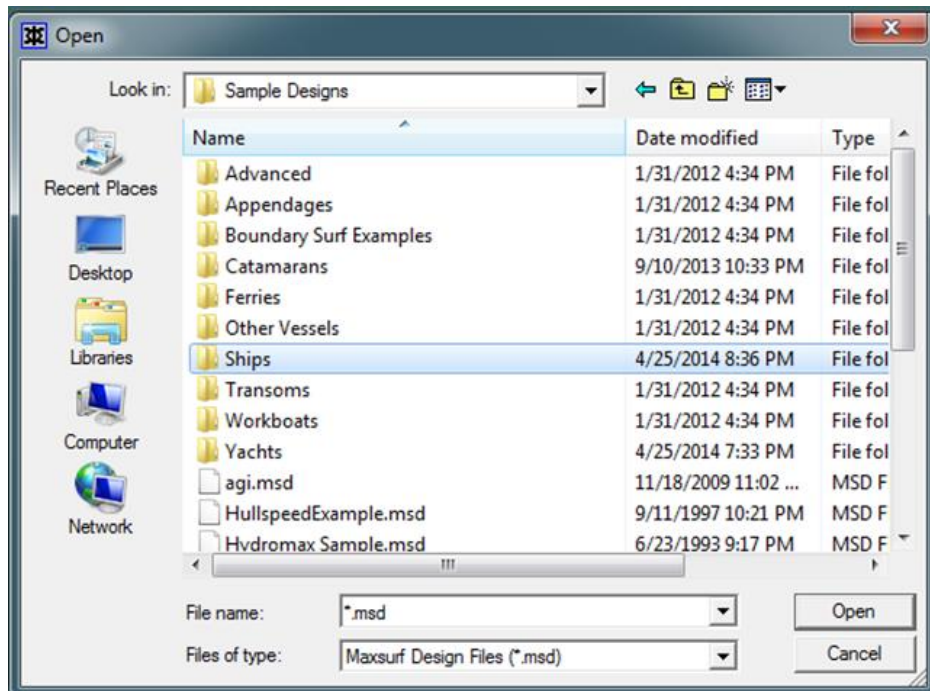 Open
Look in: Sample Designs
Name Date modified Type
Advanced 1/31/2012 4:34 PM File fol
Appendages 1/31/2012 4:34 PM File fol
Boundary Surf Examples 1/31/2012 4:34 PM File fol
Catamarans 9/10/2013 10:33 PM File fol
Ferries 1/31/2012 4:34 PM File fol
Other Vessels 1/31/2012 4:34 PM File fol
Ships 4/25/2014 8:36 PM File fol
Transoms 1/31/2012 4:34 PM File fol
Workboats 1/31/2012 4:34 PM File fol
Yachts 4/25/2014 7:33 PM File fol
agi.msd 11/18/2009 11:02 ... MSD F
HullspeedExample.msd 9/11/1997 10:21 PM MSD F
Hydromax Sample.msd 6/23/1993 9:17 PM MSD F
Recent Places
Desktop
Libraries
Computer
Network
File name: *.msd Open
Files of type: Maxsurf Design Files (*.msd) Cancel